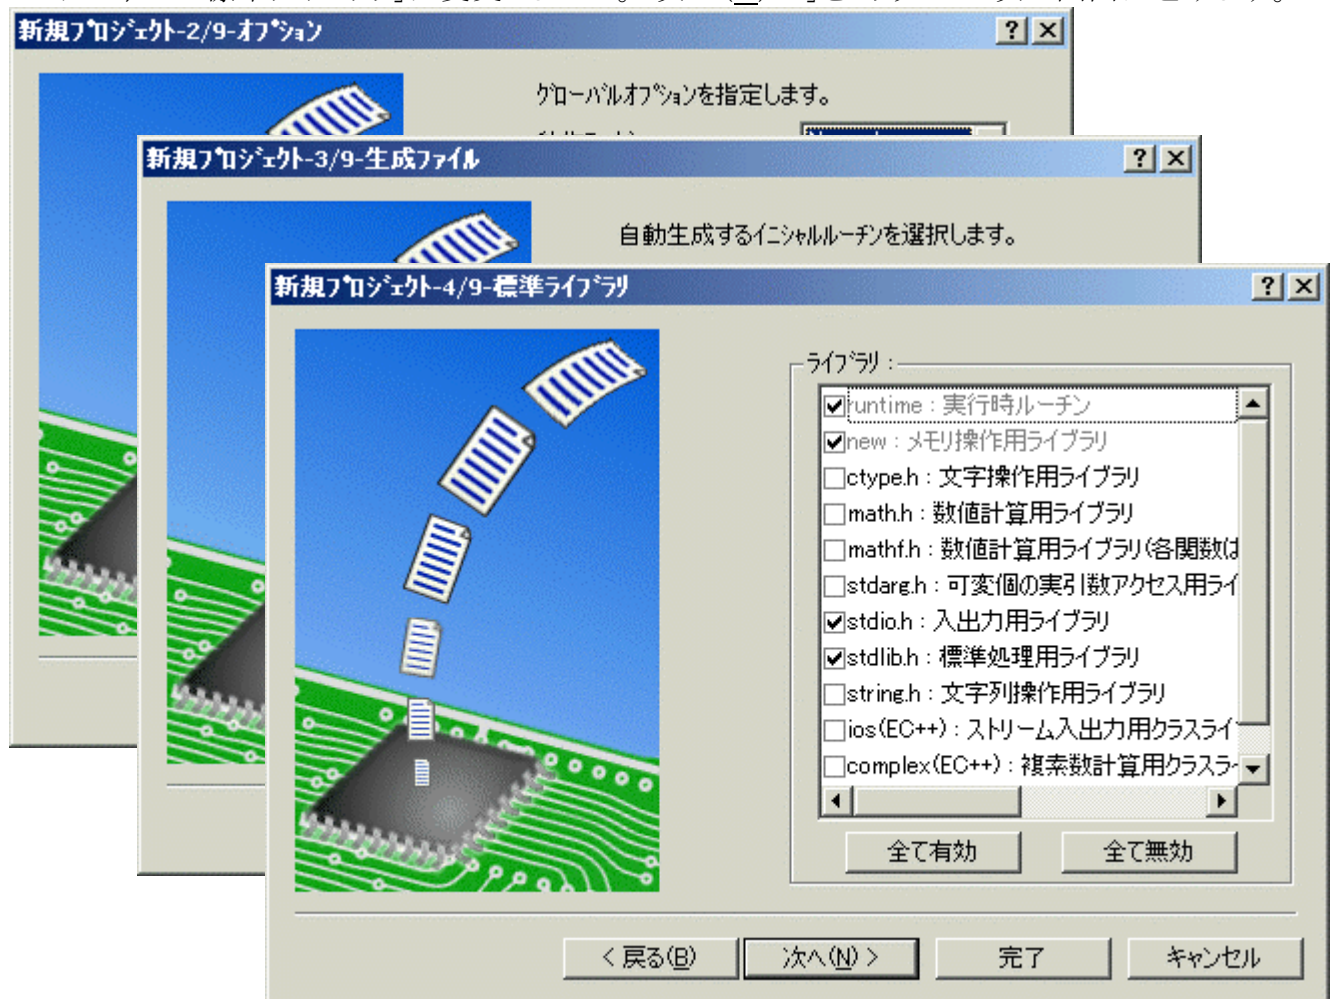 新規ﾌﾟﾛｼﾞｪｸﾄ-2/9-ｵﾌﾟｼｮﾝ
ｸﾞﾛｰﾊﾞﾙｵﾌﾟｼｮﾝを指定します。
新規ﾌﾟﾛｼﾞｪｸﾄ-3/9-生成ﾌｧｲﾙ
自動生成するｲﾆｼｬﾙﾙｰﾁﾝを選択します。
新規ﾌﾟﾛｼﾞｪｸﾄ-4/9-標準ﾗｲﾌﾞﾗﾘ
ﾗｲﾌﾞﾗﾘ :
runtime : 実行時ルーチン
new : メモリ操作用ライブラリ
ctype.h : 文字操作用ライブラリ
math.h : 数値計算用ライブラリ
mathf.h : 数値計算用ライブラリ(各関数は
stdarg.h : 可変個の実引数アクセス用ライ
stdio.h : 入出力用ライブラリ
stdlib.h : 標準処理用ライブラリ
string.h : 文字列操作用ライブラリ
ios(EC++) : ストリーム入出力用クラスライ
complex(EC++) : 複素数計算用クラスラ
全て有効 全て無効
< 戻る(B) 次へ(N) > 完了 キャンセル